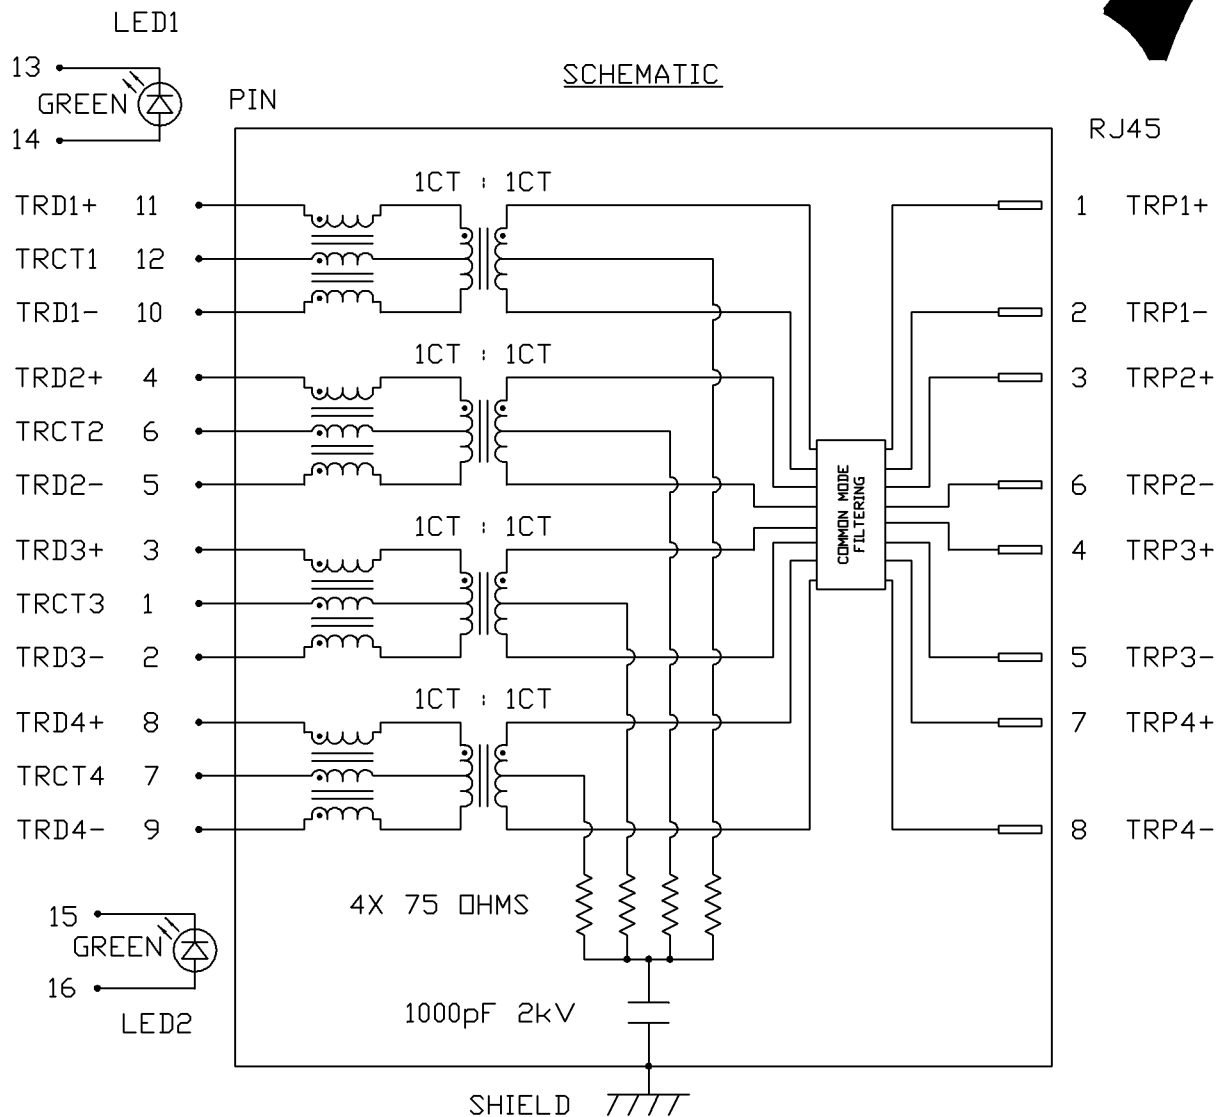 LED1
13
GREEN
14
SCHEMATIC
PIN
RJ45
1CT : 1CT
TRD1+ 11
1 TRP1+
TRCT1 12
TRD1- 10
2 TRP1-
1CT : 1CT
TRD2+ 4
3 TRP2+
TRCT2 6
TRD2- 5
6 TRP2-
COMMON MODE
FILTERING
1CT : 1CT
TRD3+ 3
4 TRP3+
TRCT3 1
TRD3- 2
5 TRP3-
1CT : 1CT
TRD4+ 8
7 TRP4+
TRCT4 7
TRD4- 9
8 TRP4-
4X 75 OHMS
15
GREEN
16
LED2
1000pF 2kV
SHIELD